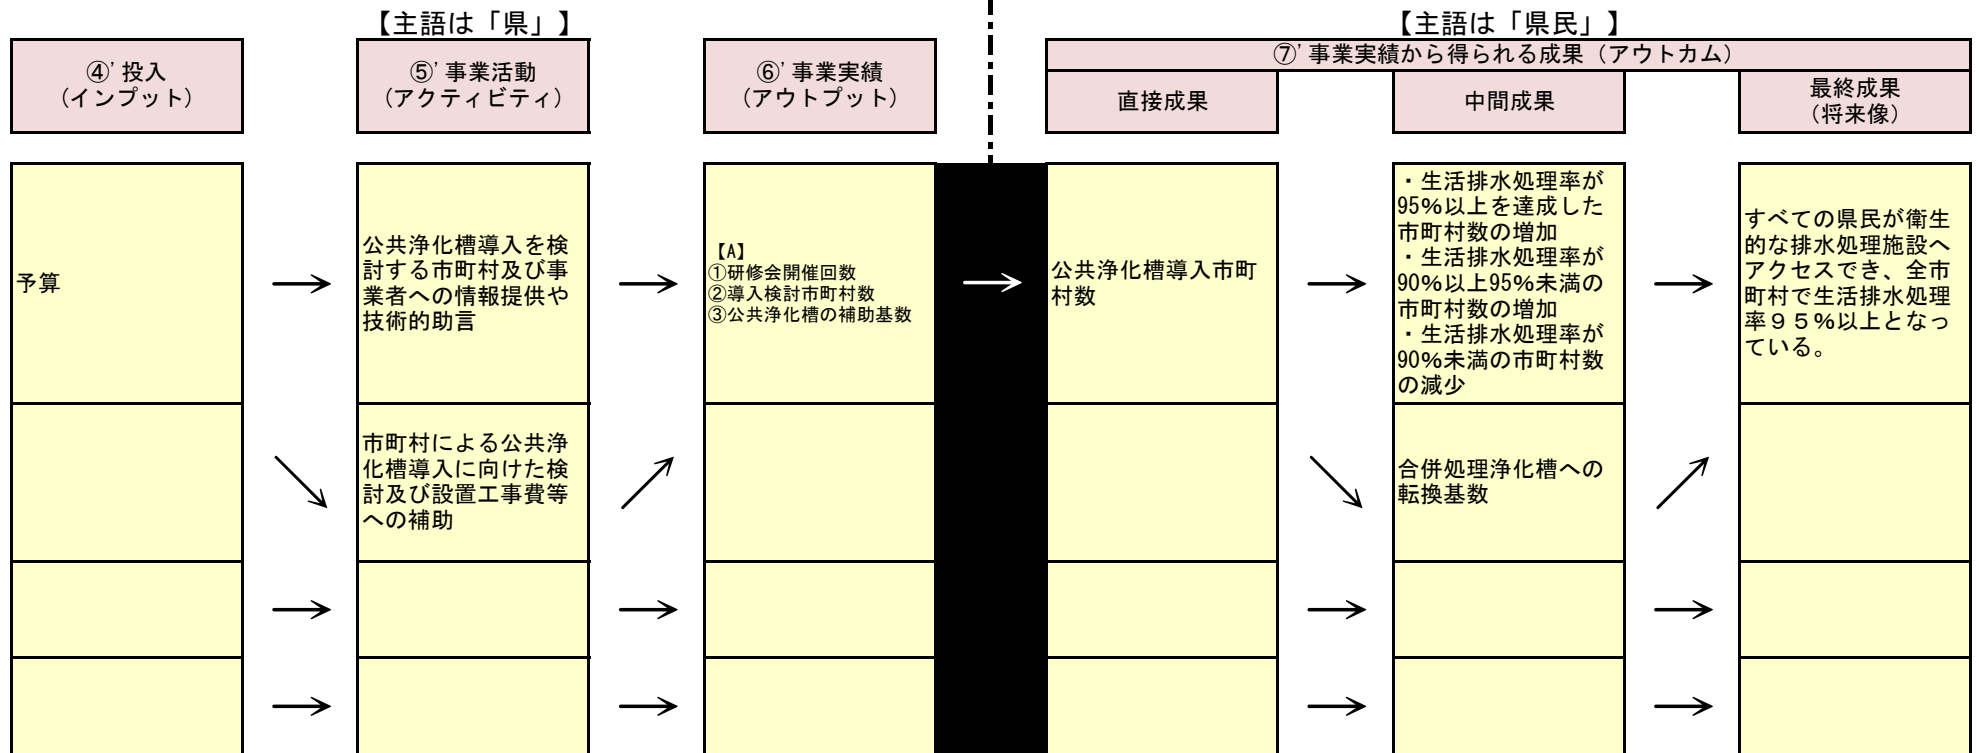 【主語は「県」】
【主語は「県民」】
④’投入
（インプット）
⑤’事業活動
（アクティビティ）
⑥’事業実績
（アウトプット）
⑦’事業実績から得られる成果（アウトカム）
直接成果
中間成果
最終成果
（将来像）
予算
公共浄化槽導入を検
討する市町村及び事
業者への情報提供や
技術的助言
【A】
①研修会開催回数
②導入検討市町村数
③公共浄化槽の補助基数
公共浄化槽導入市町
村数
・生活排水処理率が
95%以上を達成した
市町村数の増加
・生活排水処理率が
90%以上95%未満の
市町村数の増加
・生活排水処理率が
90%未満の市町村数
の減少
すべての県民が衛生
的な排水処理施設へ
アクセスでき、全市
町村で生活排水処理
率９５%以上となっ
ている。
市町村による公共浄
化槽導入に向けた検
討及び設置工事費等
への補助
合併処理浄化槽への
転換基数